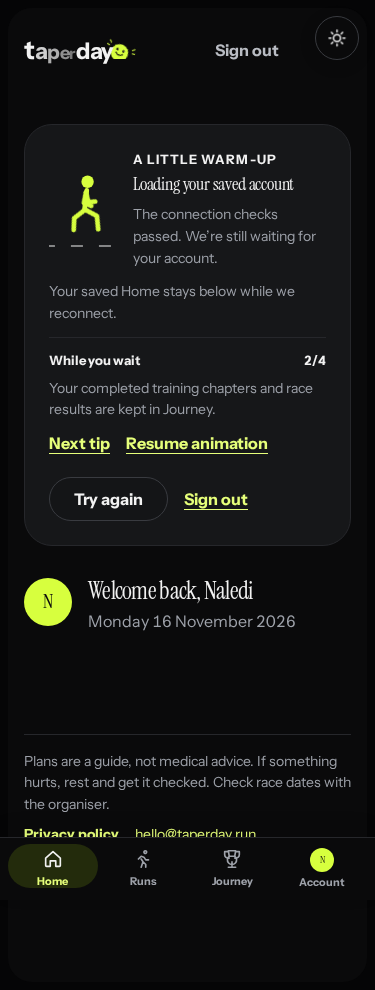 taperday
Sign out
A LITTLE WARM-UP
Loading your saved account
The connection checks
passed. We're still waiting for
your account.
Your saved Home stays below while we
reconnect.
While you wait 2/4
Your completed training chapters and race
results are kept in Journey.
Next tip Resume animation
Try again Sign out
N Welcome back, Naledi
Monday 16 November 2026
Plans are a guide, not medical advice. If something
hurts, rest and get it checked. Check race dates with
the organiser.
Privacy policy hello@taperday.run
N
Home Runs Journey Account